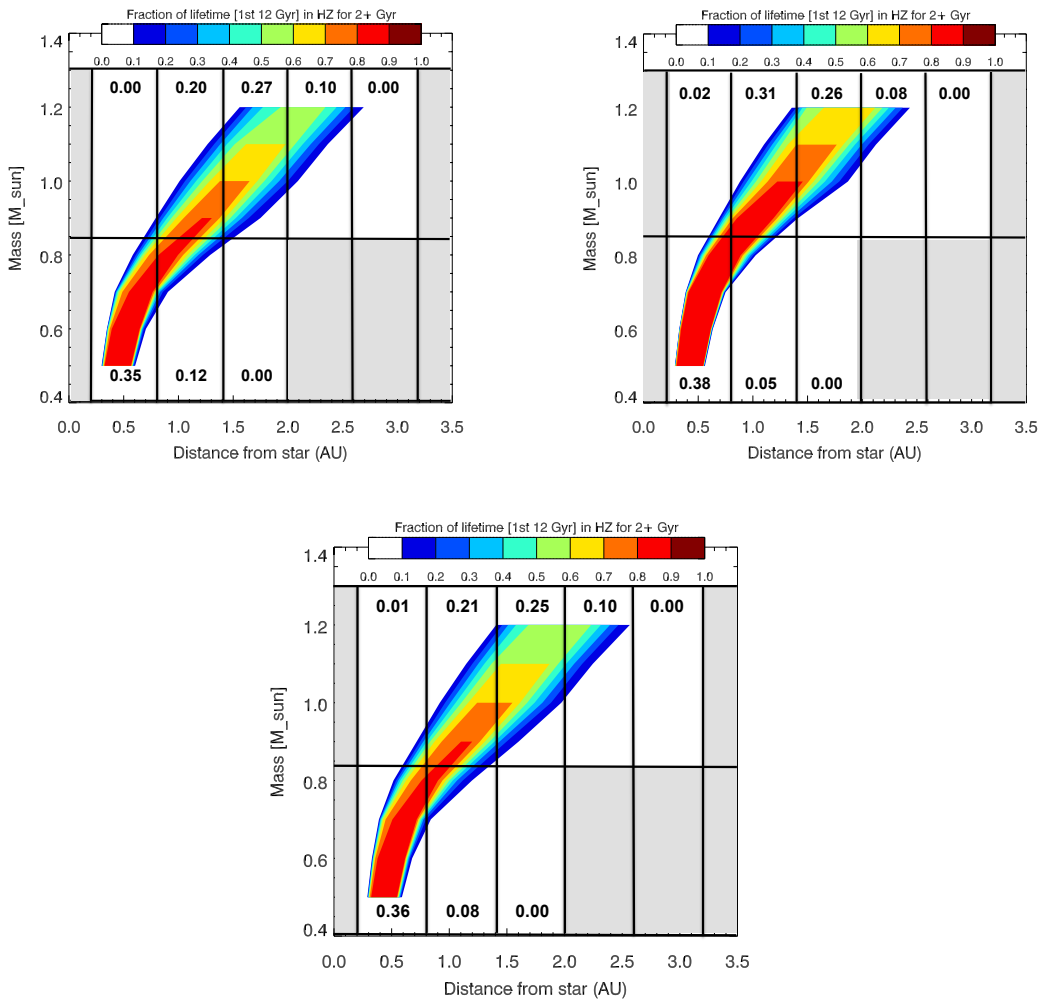 Fraction of lifetime [1st 12 Gyr] in HZ for 2+ Gyr
0.0 0.1 0.2 0.3 0.4 0.5 0.6 0.7 0.8 0.9 1.0
0.00 0.20 0.27 0.10 0.00
0.35 0.12 0.00
1.4
1.2
1.0
0.8
0.6
0.4
Mass [M_sun]
0.0 0.5 1.0 1.5 2.0 2.5 3.0 3.5
Distance from star (AU)
Fraction of lifetime [1st 12 Gyr] in HZ for 2+ Gyr
0.0 0.1 0.2 0.3 0.4 0.5 0.6 0.7 0.8 0.9 1.0
0.02 0.31 0.26 0.08 0.00
0.38 0.05 0.00
1.4
1.2
1.0
0.8
0.6
0.4
Mass [M_sun]
0.0 0.5 1.0 1.5 2.0 2.5 3.0 3.5
Distance from star (AU)
Fraction of lifetime [1st 12 Gyr] in HZ for 2+ Gyr
0.0 0.1 0.2 0.3 0.4 0.5 0.6 0.7 0.8 0.9 1.0
0.01 0.21 0.25 0.10 0.00
0.36 0.08 0.00
1.4
1.2
1.0
0.8
0.6
0.4
Mass [M_sun]
0.0 0.5 1.0 1.5 2.0 2.5 3.0 3.5
Distance from star (AU)